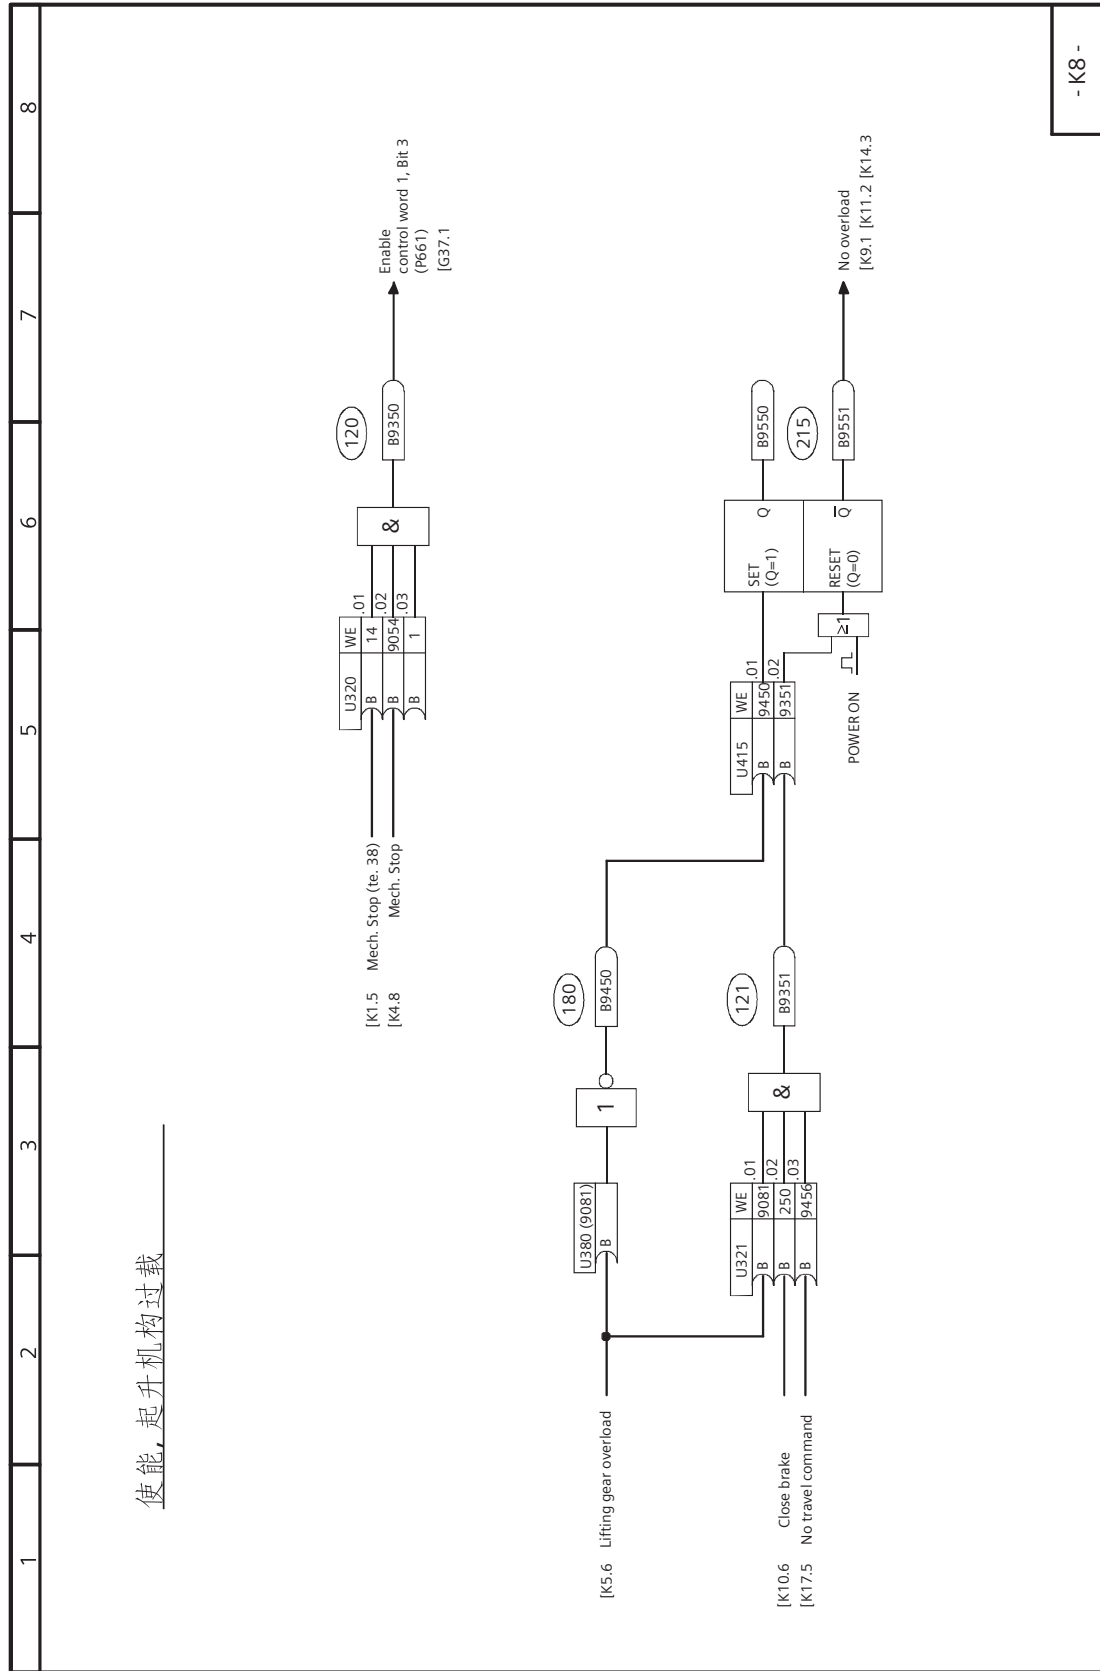 1 2 3 4 5 6 7 8
使能, 起升机构过载
[K1.5 Mech. Stop (te. 38)
[K4.8 Mech. Stop
U320 WE
B 14 .01
B 9054 .02
B 1 .03
&
120
B9350
Enable
control word 1, Bit 3
(P661)
[G37.1
[K5.6 Lifting gear overload
U380 (9081)
B
1
180
B9450
[K10.6 Close brake
[K17.5 No travel command
U321 WE
B 9081 .01
B 250 .02
B 9456 .03
&
121
B9351
U415 WE
B 9450 .01
B 9351 .02
POWER ON
≥1
SET
(Q=1)
Q
RESET
(Q=0)
Q̅
B9550
215
B9551
No overload
[K9.1 [K11.2 [K14.3
- K8 -